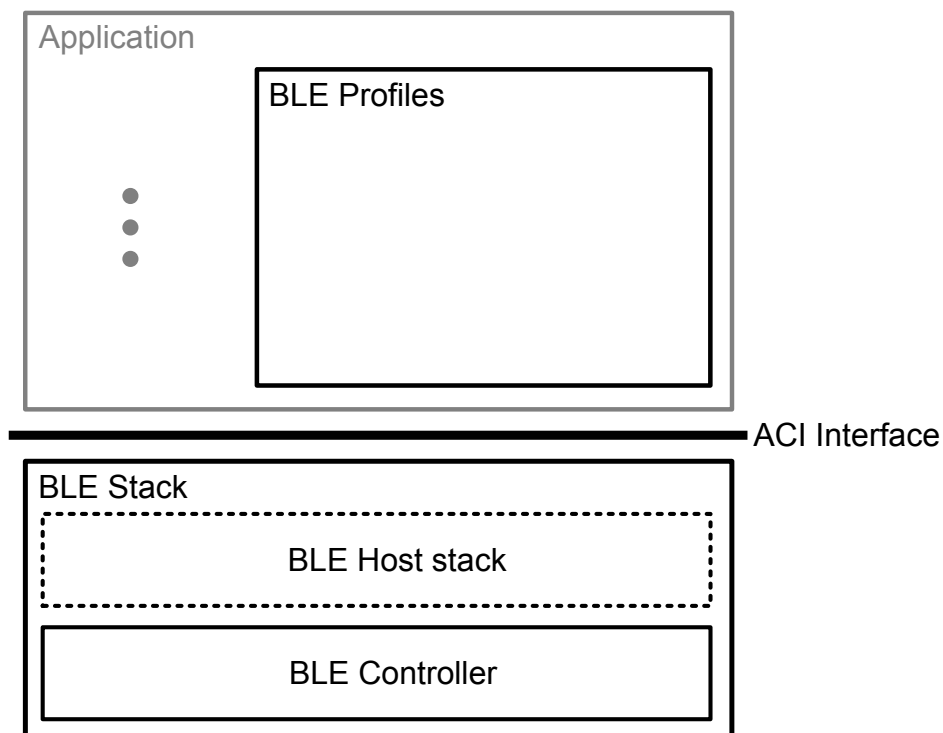 Application
BLE Profiles
ACI Interface
BLE Stack
BLE Host stack
BLE Controller